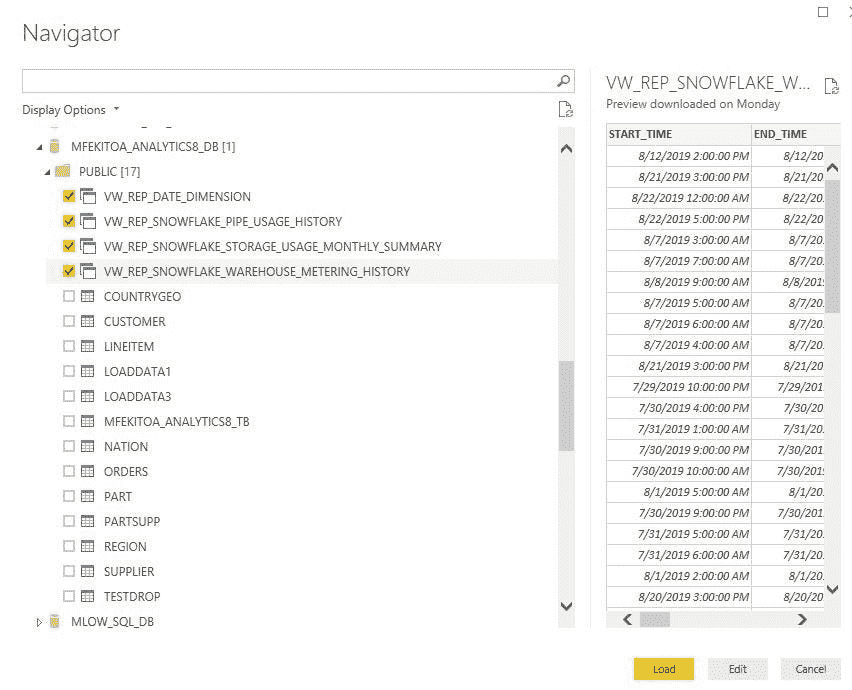 Navigator
Display Options
MFEKITOA_ANALYTICS8_DB [1]
PUBLIC [17]
VW_REP_DATE_DIMENSION
VW_REP_SNOWFLAKE_PIPE_USAGE_HISTORY
VW_REP_SNOWFLAKE_STORAGE_USAGE_MONTHLY_SUMMARY
VW_REP_SNOWFLAKE_WAREHOUSE_METERING_HISTORY
COUNTRYGEO
CUSTOMER
LINEITEM
LOADDATA1
LOADDATA3
MFEKITOA_ANALYTICS8_TB
NATION
ORDERS
PART
PARTSUPP
REGION
SUPPLIER
TESTDROP
MLOW_SQL_DB
VW_REP_SNOWFLAKE_W...
Preview downloaded on Monday
START_TIME END_TIME
8/12/2019 2:00:00 PM 8/12/20
8/21/2019 3:00:00 PM 8/21/20
8/22/2019 12:00:00 AM 8/22/20
8/22/2019 5:00:00 PM 8/22/20
8/7/2019 3:00:00 AM 8/7/20
8/7/2019 7:00:00 AM 8/7/20
8/8/2019 9:00:00 AM 8/8/201
8/7/2019 5:00:00 AM 8/7/20
8/7/2019 6:00:00 AM 8/7/20
8/7/2019 4:00:00 AM 8/7/20
8/21/2019 3:00:00 PM 8/21/20
7/29/2019 10:00:00 PM 7/29/201
7/30/2019 4:00:00 PM 7/30/20
7/31/2019 1:00:00 AM 7/31/20
7/30/2019 9:00:00 PM 7/30/201
7/30/2019 10:00:00 AM 7/30/201
8/1/2019 5:00:00 AM 8/1/20
7/30/2019 9:00:00 PM 7/30/20
7/31/2019 5:00:00 AM 7/31/20
7/31/2019 6:00:00 AM 7/31/20
8/1/2019 2:00:00 AM 8/1/20
8/20/2019 3:00:00 PM 8/20/20
Load Edit Cancel